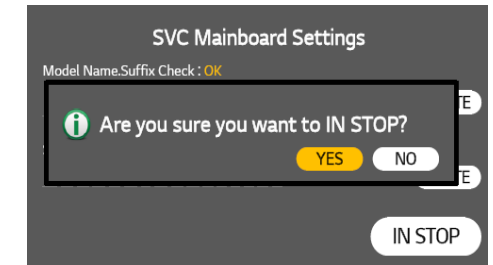 SVC Mainboard Settings
Model Name.Suffix Check : OK
Are you sure you want to IN STOP?
YES NO
IN STOP